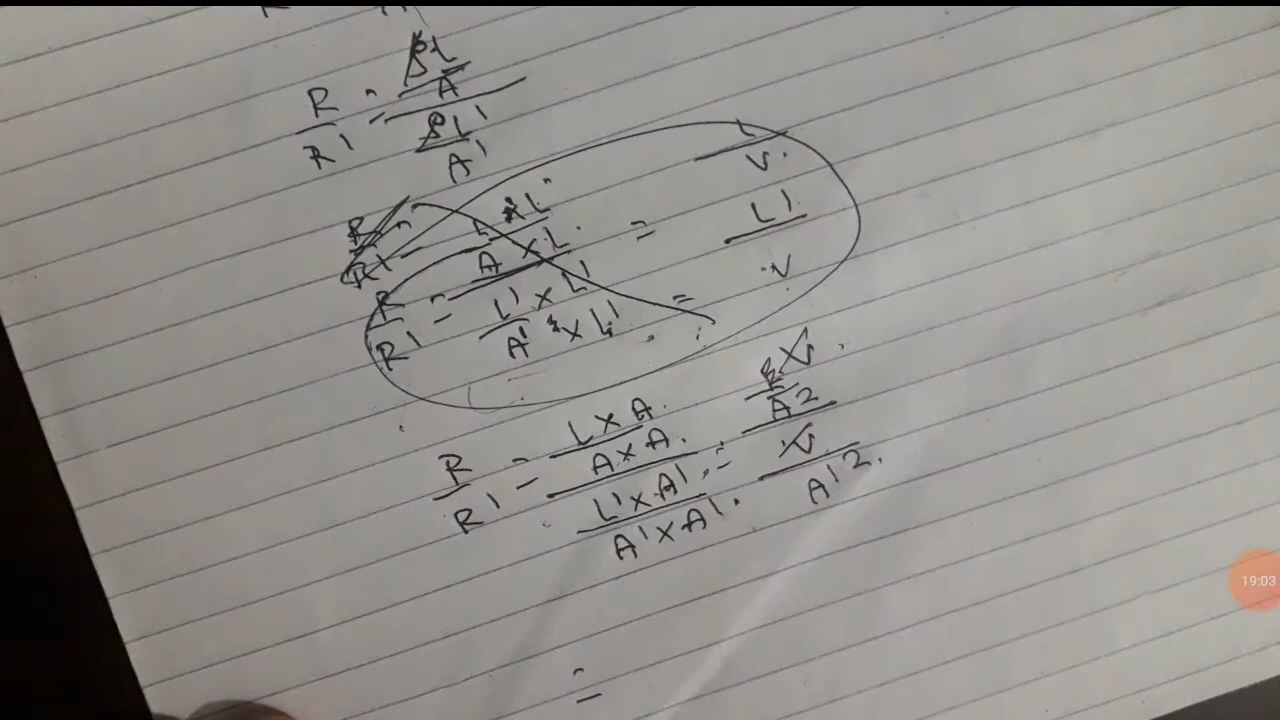 R/R' = (ρL/A)/(ρL'/A')
R/R' = (L×L)/(A×L) = L/V
R/R' = (L'×L')/(A'×L') = L'/V
R/R' = ((L×A)/(A×A))/((L'×A')/(A'×A')) = (V/A2)/(V/A'2)
=
19:03